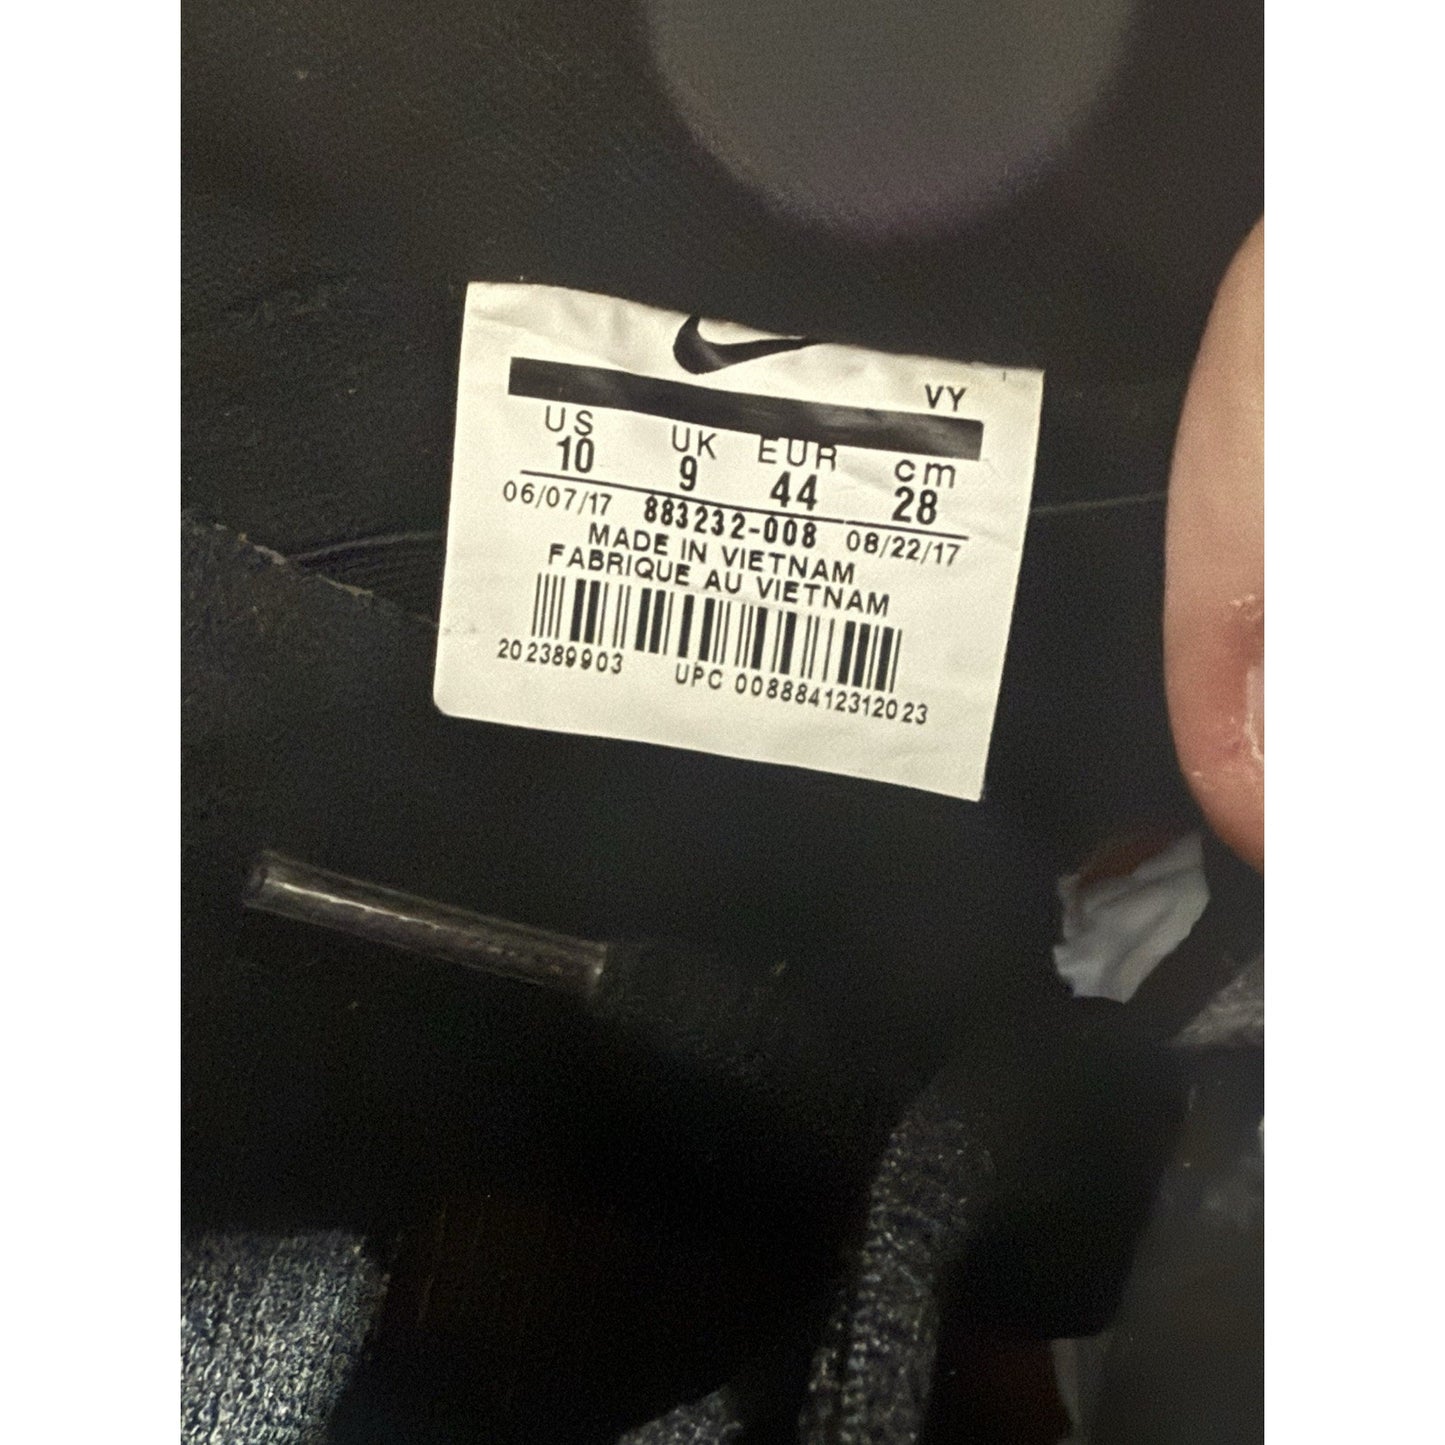 VY
US UK EUR cm
10 9 44 28
06/07/17 883232-008 08/22/17
MADE IN VIETNAM
FABRIQUE AU VIETNAM
202389903 UPC 00888412312023